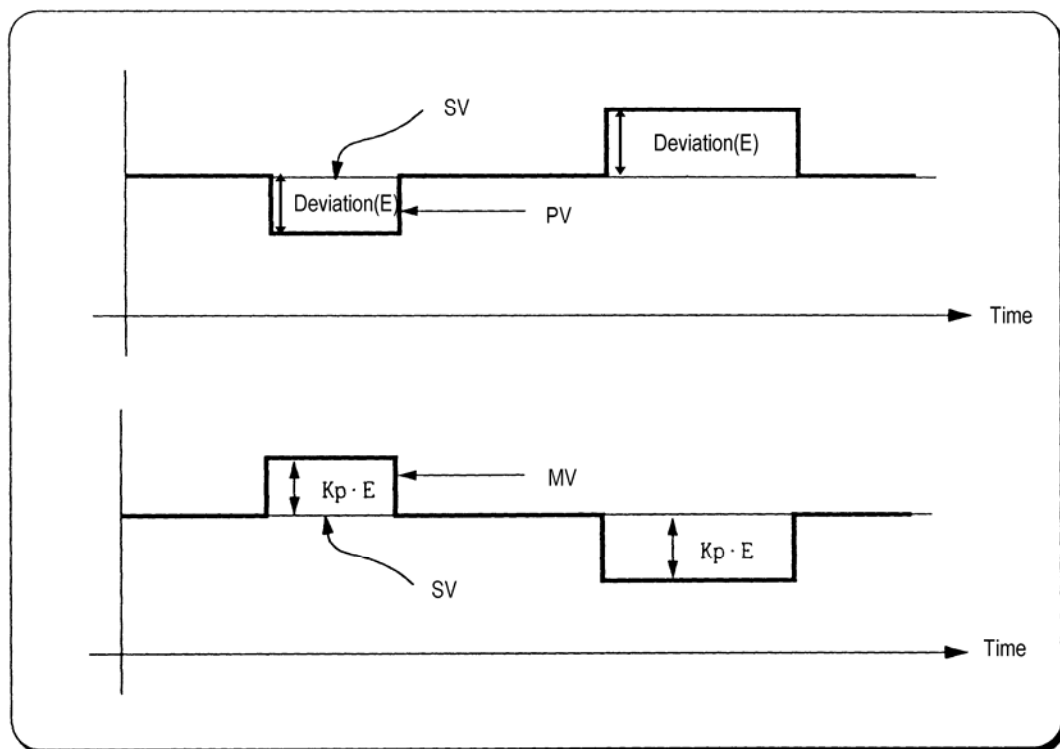 SV
Deviation(E)
Deviation(E)
PV
Time
Kp · E
MV
Kp · E
SV
Time